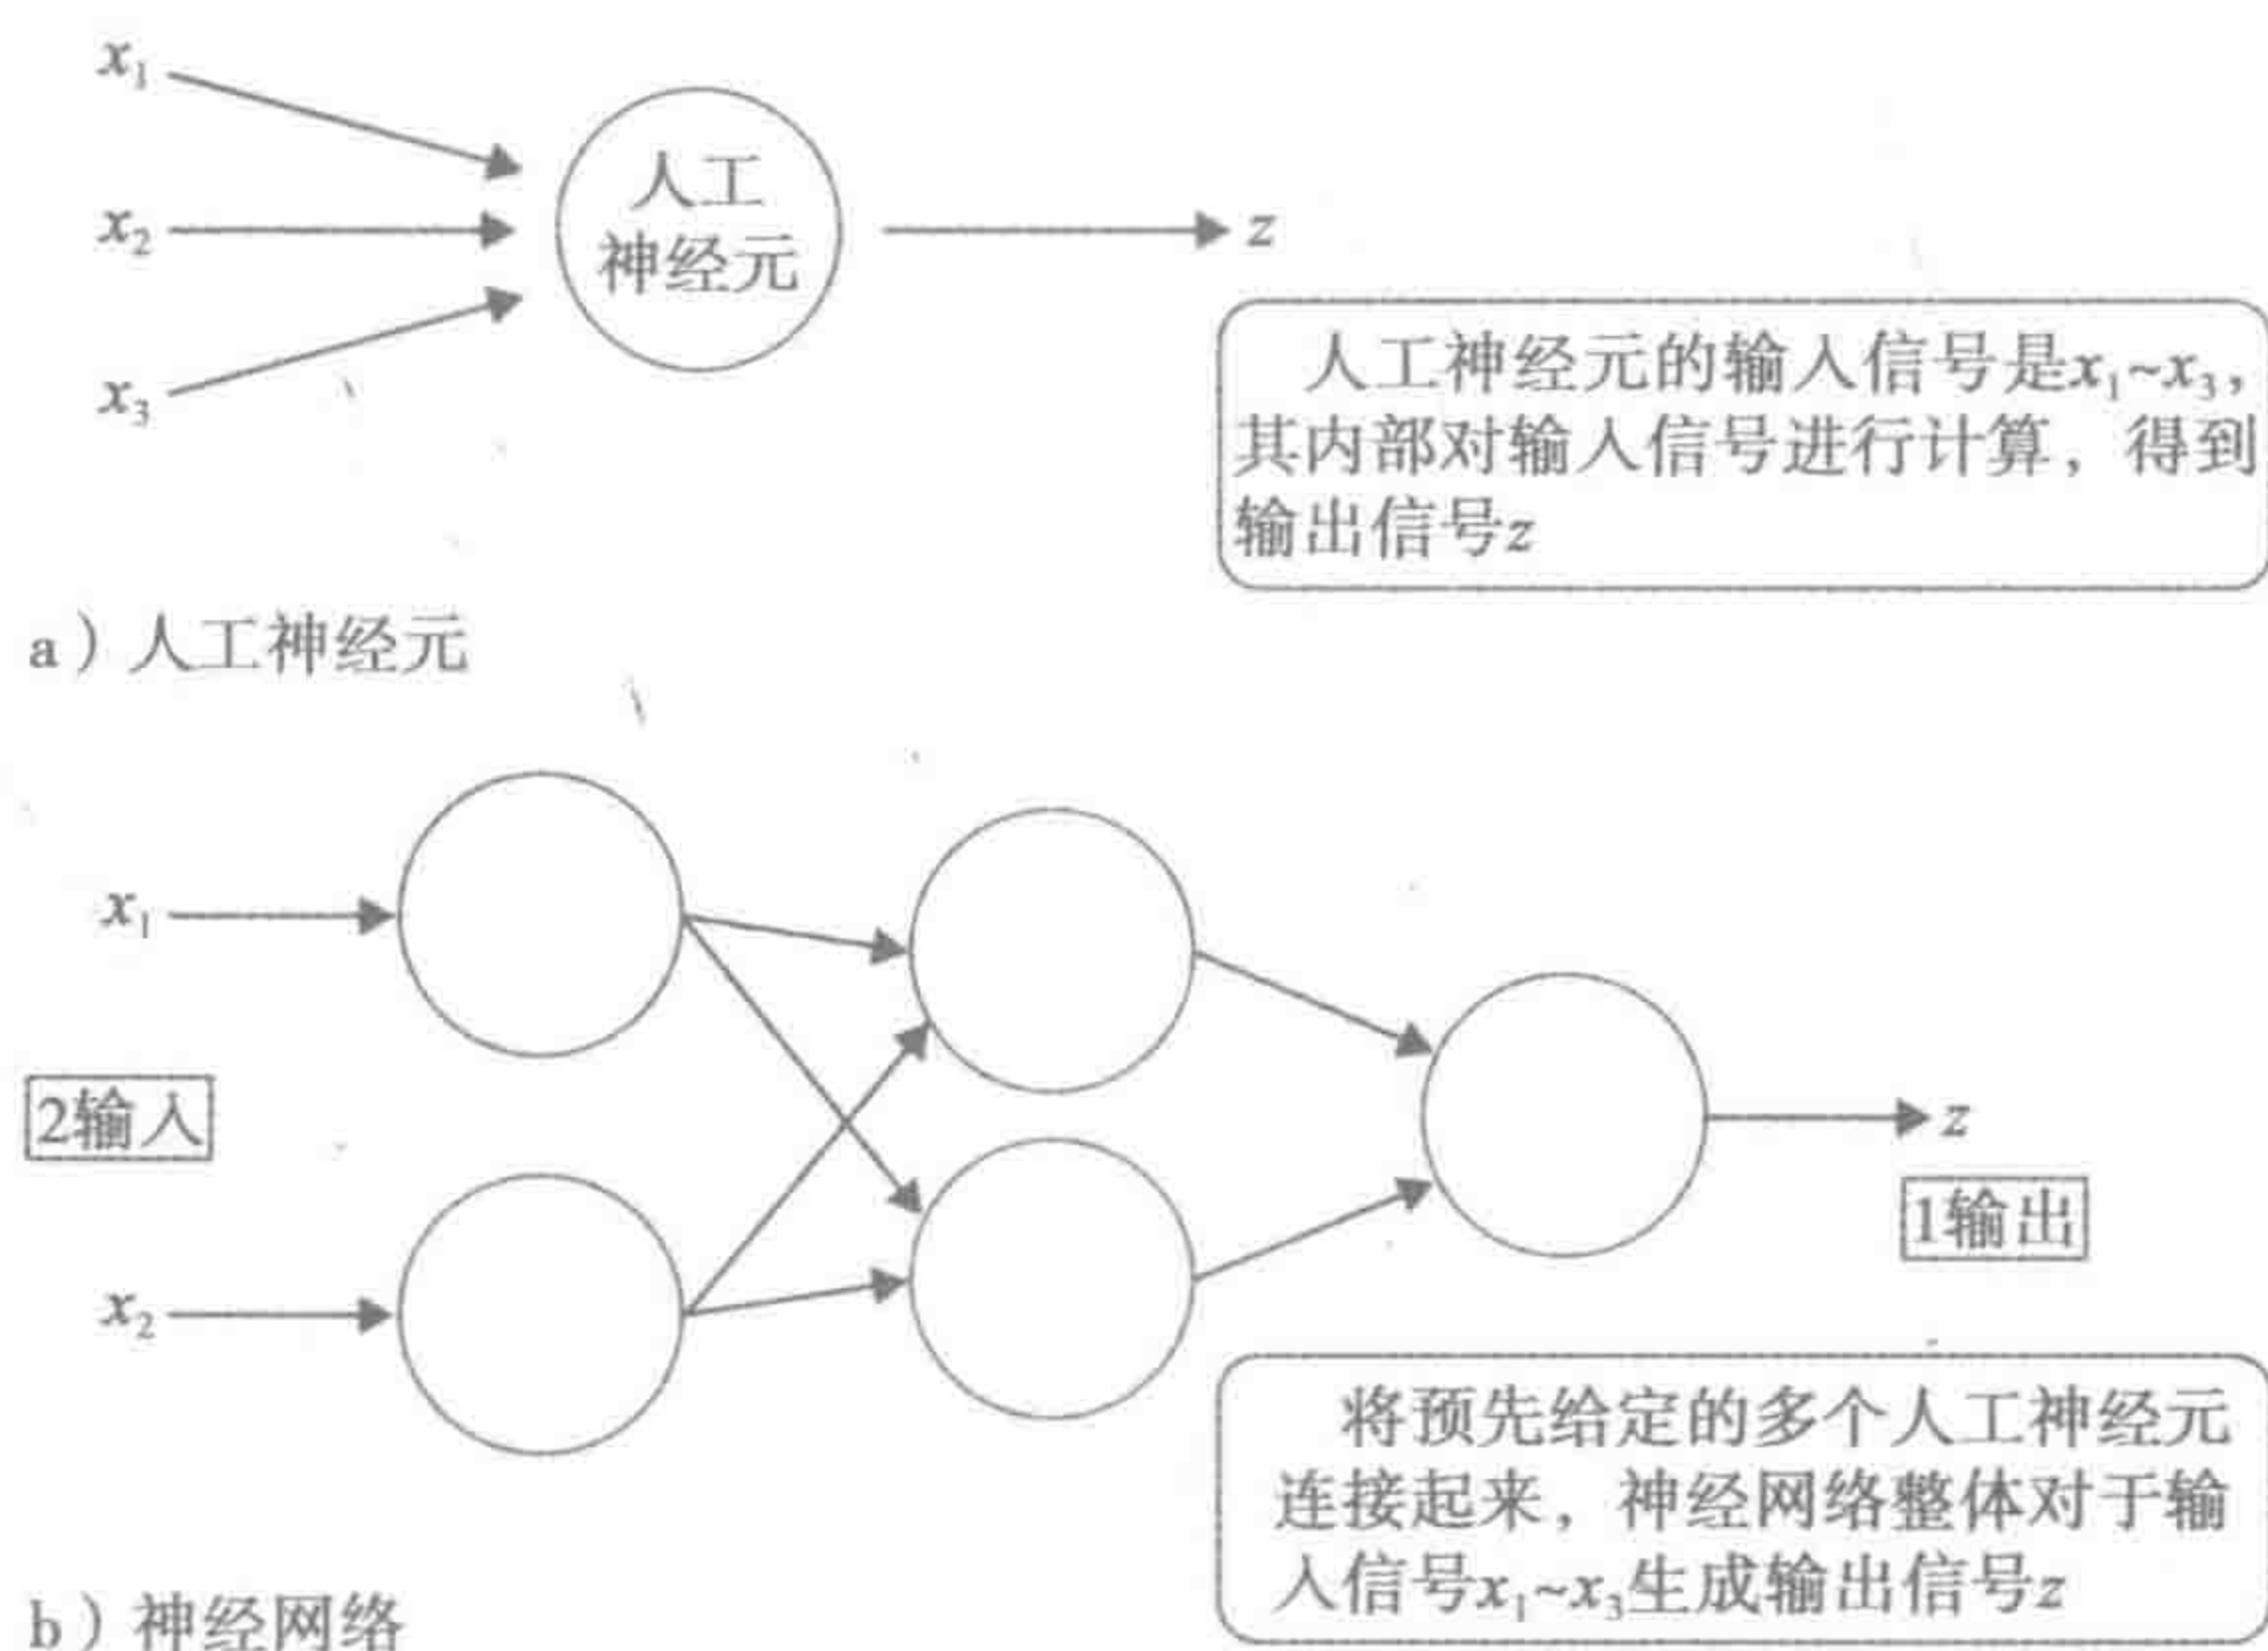 x₁
x₂
x₃
人工
神经元
z
人工神经元的输入信号是x₁~x₃,
其内部对输入信号进行计算,得到
输出信号z
a)人工神经元
x₁
2输入
x₂
z
1输出
将预先给定的多个人工神经元
连接起来,神经网络整体对于输
入信号x₁~x₃生成输出信号z
b)神经网络